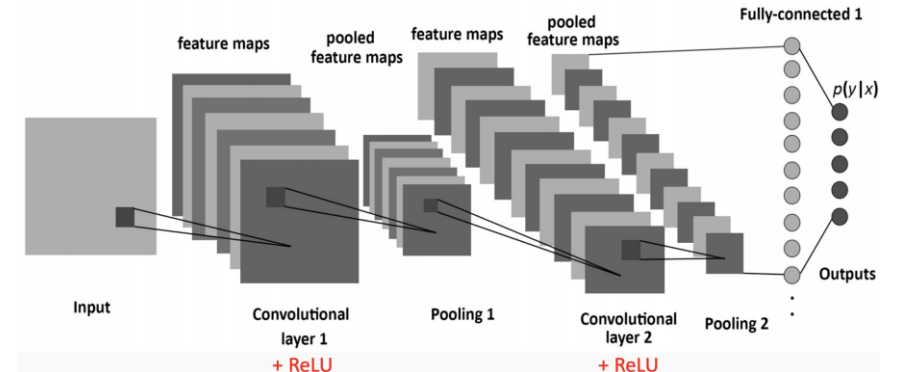 Fully-connected 1
feature maps
pooled
feature maps
feature maps
pooled
feature maps
p(y|x)
Input
Convolutional
layer 1
+ ReLU
Pooling 1
Convolutional
layer 2
+ ReLU
Pooling 2
Outputs